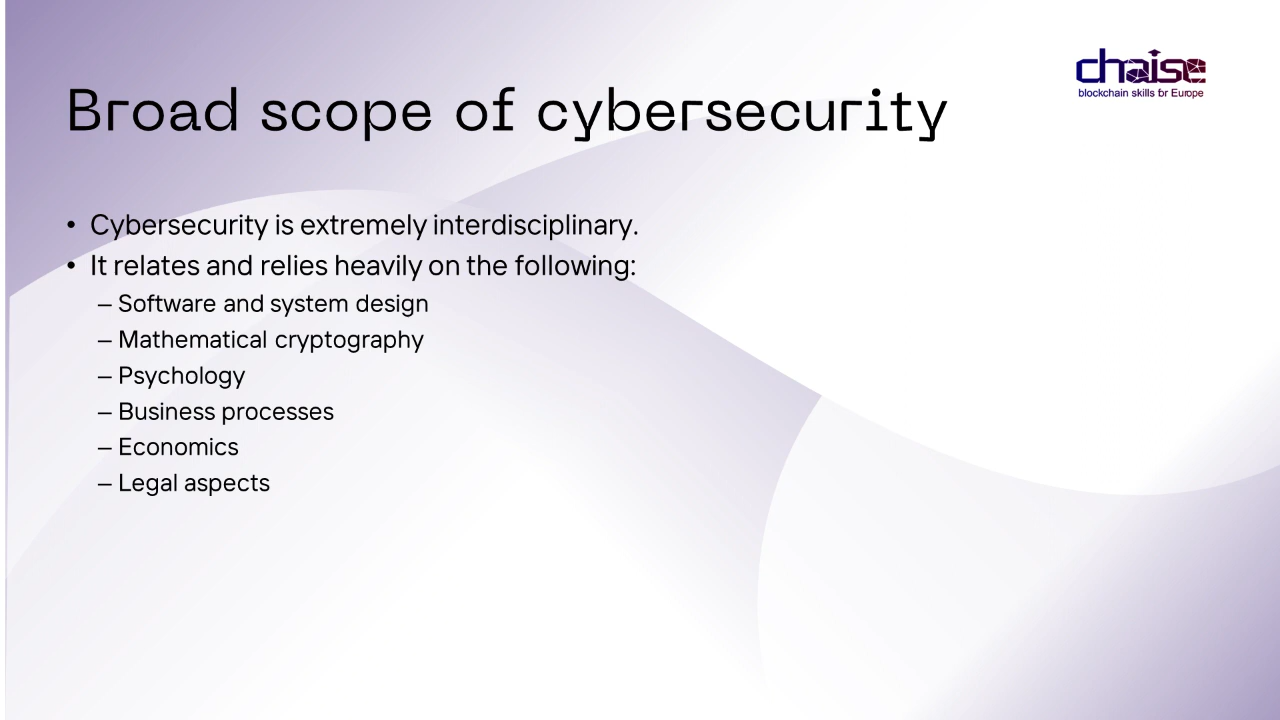 chaise
blockchain skills for Europe
Broad scope of cybersecurity
• Cybersecurity is extremely interdisciplinary.
• It relates and relies heavily on the following:
– Software and system design
– Mathematical cryptography
– Psychology
– Business processes
– Economics
– Legal aspects